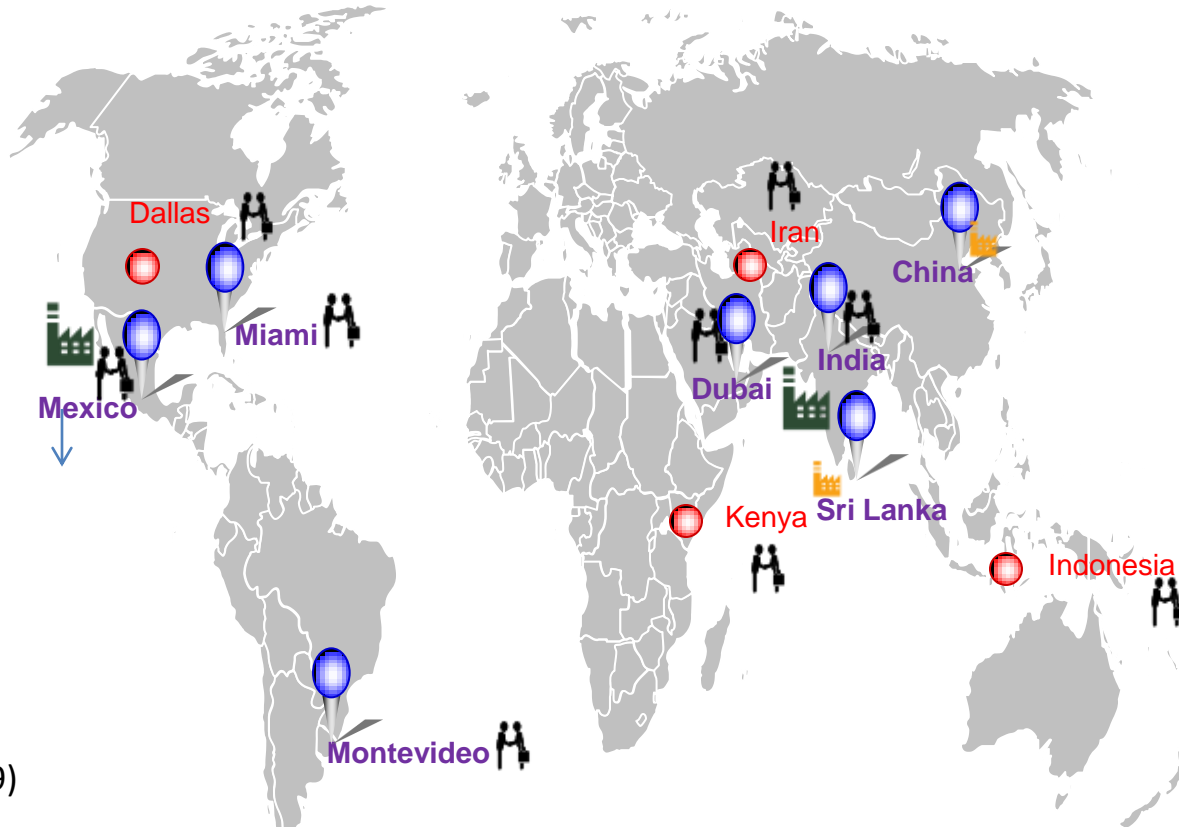 Dallas
Iran
China
Miami
India
Dubai
Mexico
Sri Lanka
Kenya
Indonesia
Montevideo
9)